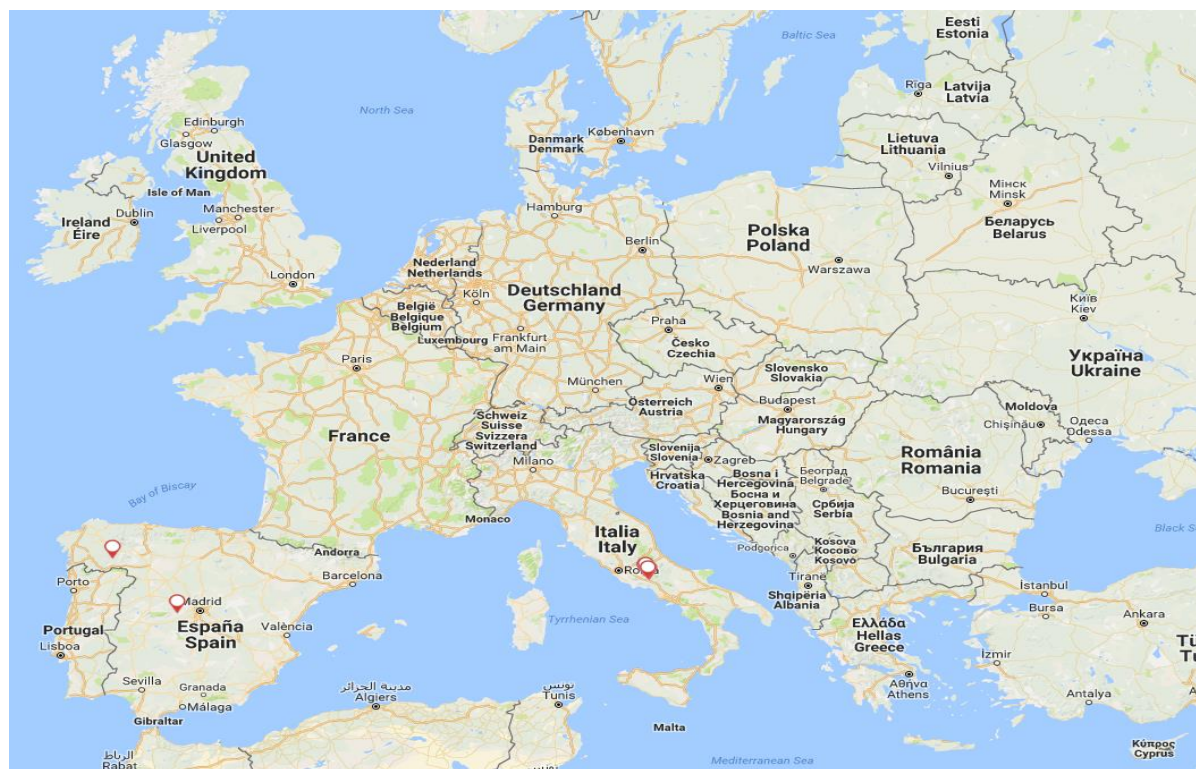 Eesti
Estonia
Baltic Sea
Rīga
Latvija
Latvia
North Sea
Edinburgh
Glasgow
United
Kingdom
Danmark
Denmark
København
Lietuva
Lithuania
Vilnius
Мінск
Minsk
Беларусь
Belarus
Isle of Man
Ireland
Éire
Dublin
Manchester
Liverpool
Hamburg
Berlin
Polska
Poland
Warszawa
London
Nederland
Netherlands
Köln
Deutschland
Germany
België
Belgique
Belgium
Luxembourg
Frankfurt
am Main
Praha
Česko
Czechia
Київ
Kiev
Україна
Ukraine
Paris
München
Wien
Slovensko
Slovakia
Österreich
Austria
Budapest
Magyarország
Hungary
Moldova
Chișinău
Одеса
Odessa
France
Schweiz
Suisse
Svizzera
Switzerland
Milano
Slovenija
Slovenia
Zagreb
Hrvatska
Croatia
Bosna i
Hercegovina
Босна и
Херцеговина
Bosnia and
Herzegovina
Београд
Belgrade
Србија
Serbia
România
Romania
București
Bay of Biscay
Monaco
Italia
Italy
Andorra
Podgorica
Kosova
Косово
Kosovo
България
Bulgaria
Black S
Porto
Barcelona
Madrid
Ro
Tirane
Shqipëria
Albania
İstanbul
Bursa
Ankara
Portugal
Lisboa
España
Spain
València
Tyrrhenian Sea
Ελλάδα
Hellas
Greece
İzmir
Ti
Tu
Sevilla
Granada
Málaga
Gibraltar
مدينة الجزائر
Algiers
تونس
Tunis
Αθήνα
Athens
Antalya
Malta
الرباط
Rabat
Mediterranean Sea
Κύπρος
Cyprus